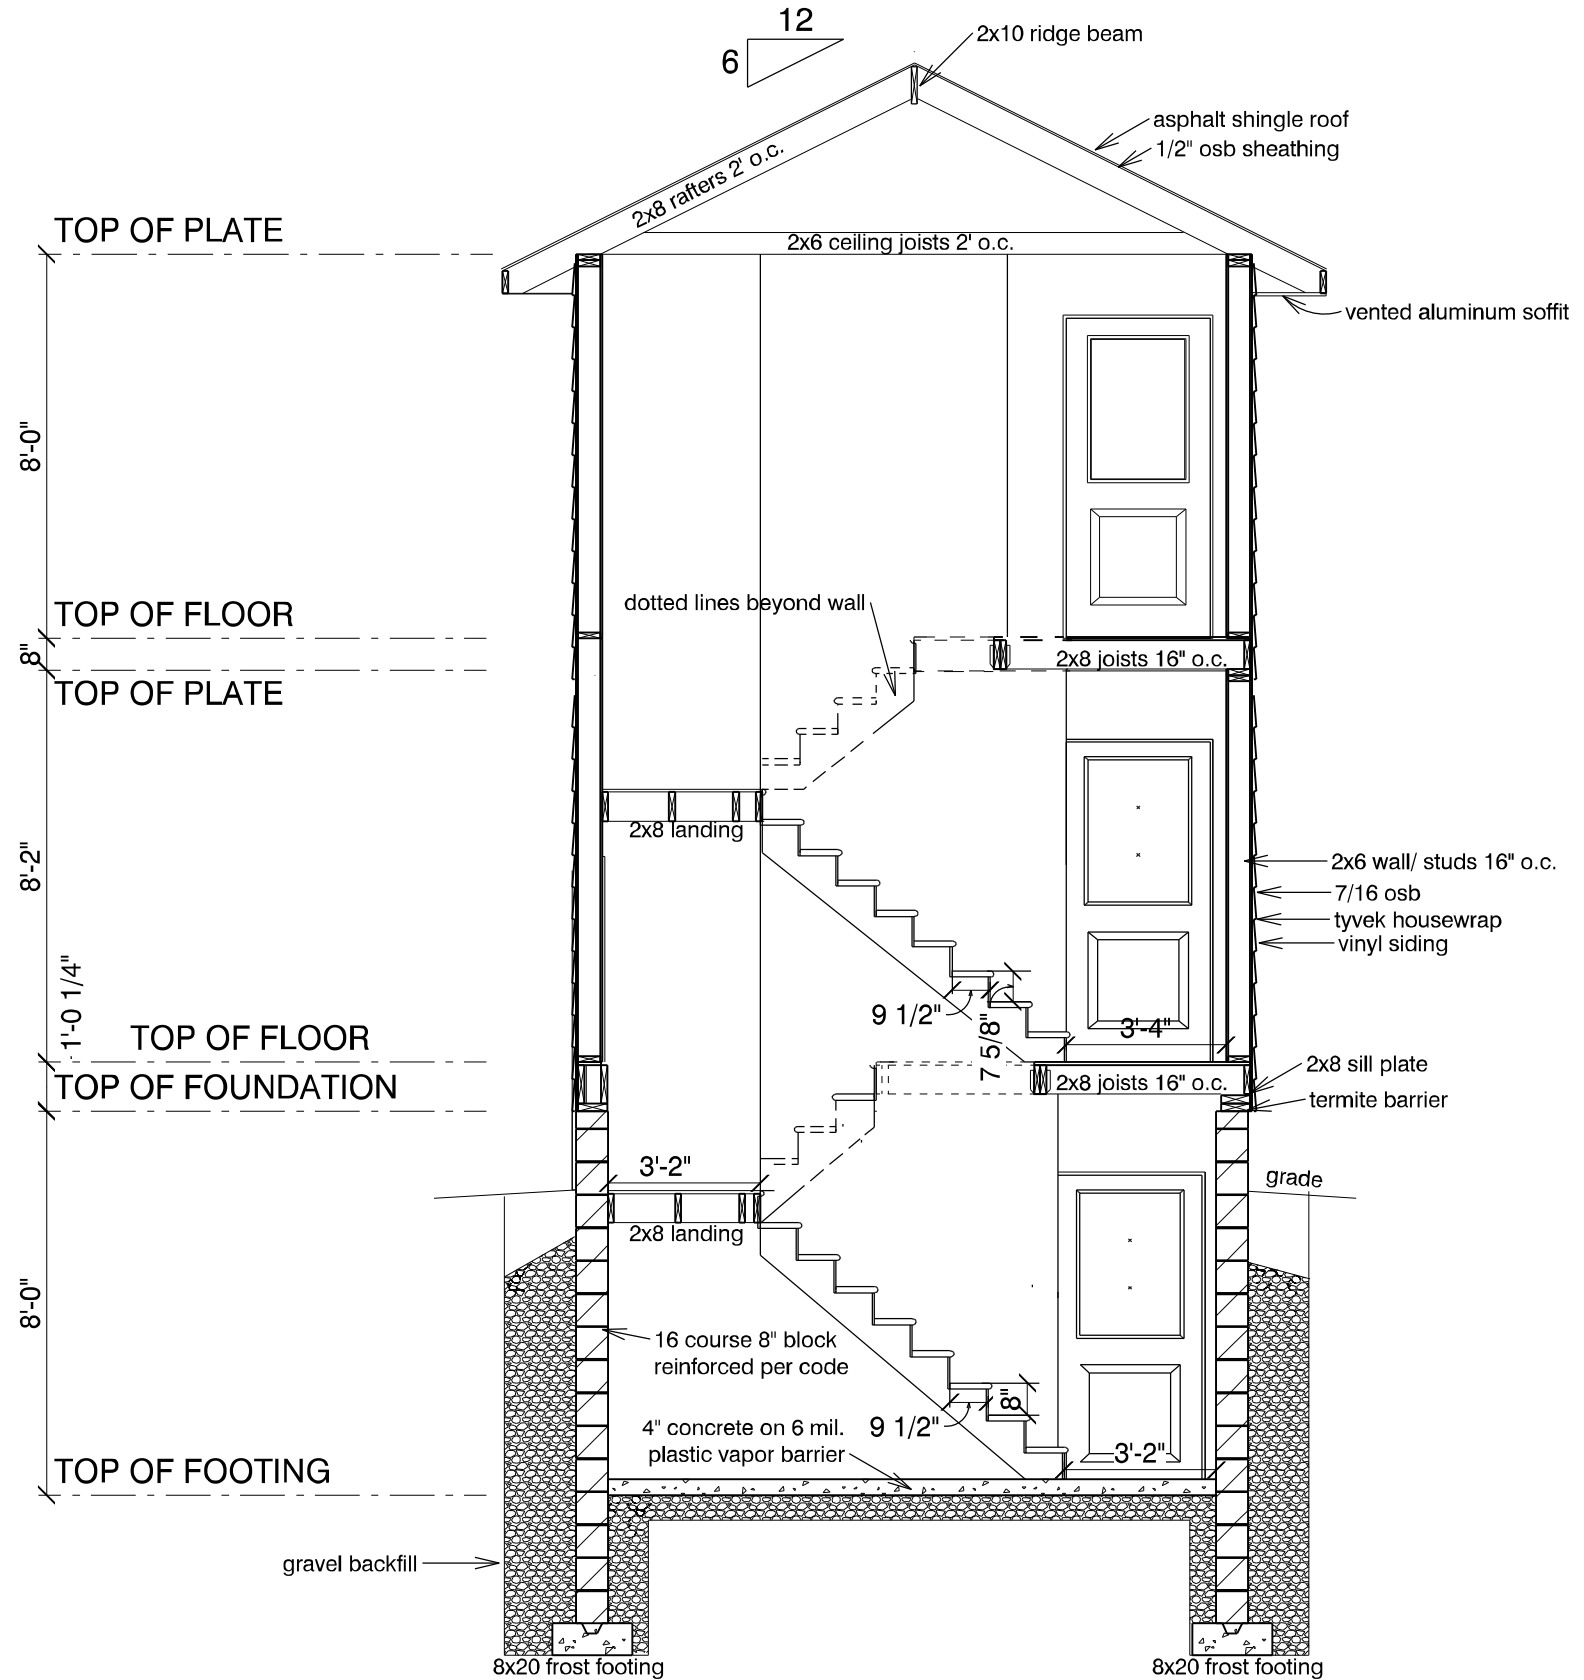 12
6
2x10 ridge beam
asphalt shingle roof
1/2" osb sheathing
2x8 rafters 2' o.c.
TOP OF PLATE
2x6 ceiling joists 2' o.c.
vented aluminum soffit
8'-0"
dotted lines beyond wall
TOP OF FLOOR
8"
2x8 joists 16" o.c.
TOP OF PLATE
2x8 landing
8'-2"
2x6 wall/ studs 16" o.c.
7/16 osb
tyvek housewrap
vinyl siding
1'-0 1/4"
9 1/2"
7 5/8"
3'-4"
TOP OF FLOOR
2x8 sill plate
TOP OF FOUNDATION
2x8 joists 16" o.c.
termite barrier
3'-2"
grade
2x8 landing
8'-0"
16 course 8" block
reinforced per code
8"
9 1/2"
4" concrete on 6 mil.
plastic vapor barrier
3'-2"
TOP OF FOOTING
gravel backfill
8x20 frost footing
8x20 frost footing